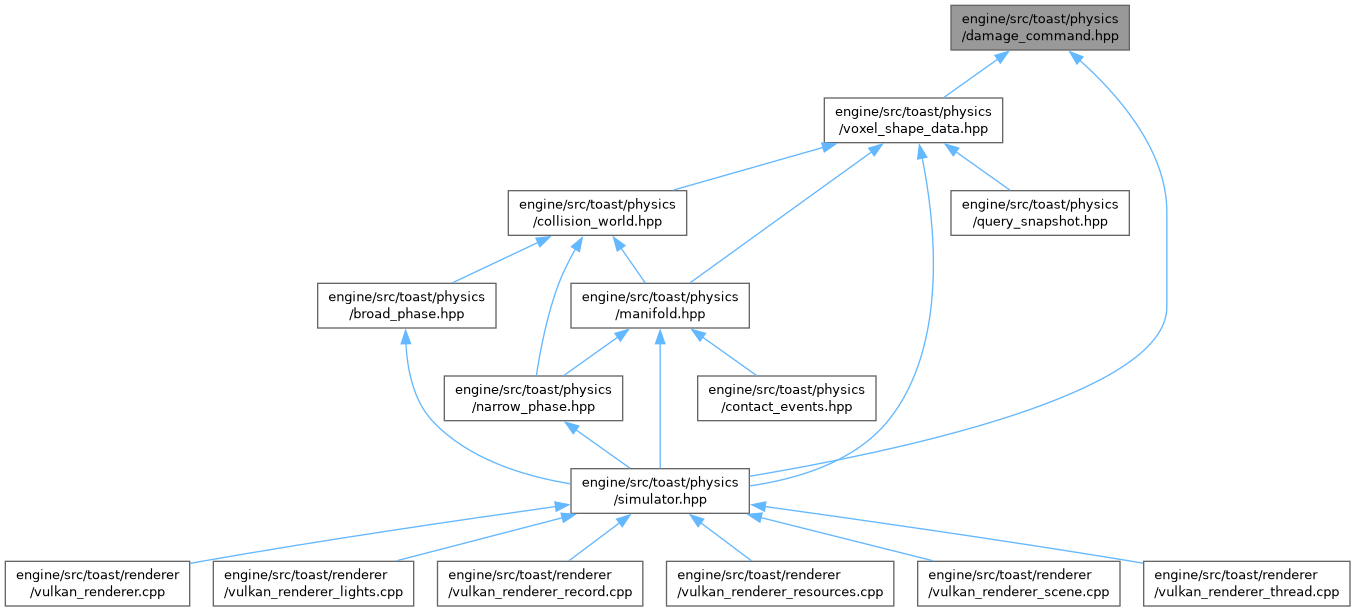 engine/src/toast/physics
/damage_command.hpp
engine/src/toast/physics
/voxel_shape_data.hpp
engine/src/toast/physics
/collision_world.hpp
engine/src/toast/physics
/query_snapshot.hpp
engine/src/toast/physics
/broad_phase.hpp
engine/src/toast/physics
/manifold.hpp
engine/src/toast/physics
/narrow_phase.hpp
engine/src/toast/physics
/contact_events.hpp
engine/src/toast/physics
/simulator.hpp
engine/src/toast/renderer
/vulkan_renderer.cpp
engine/src/toast/renderer
/vulkan_renderer_lights.cpp
engine/src/toast/renderer
/vulkan_renderer_record.cpp
engine/src/toast/renderer
/vulkan_renderer_resources.cpp
engine/src/toast/renderer
/vulkan_renderer_scene.cpp
engine/src/toast/renderer
/vulkan_renderer_thread.cpp